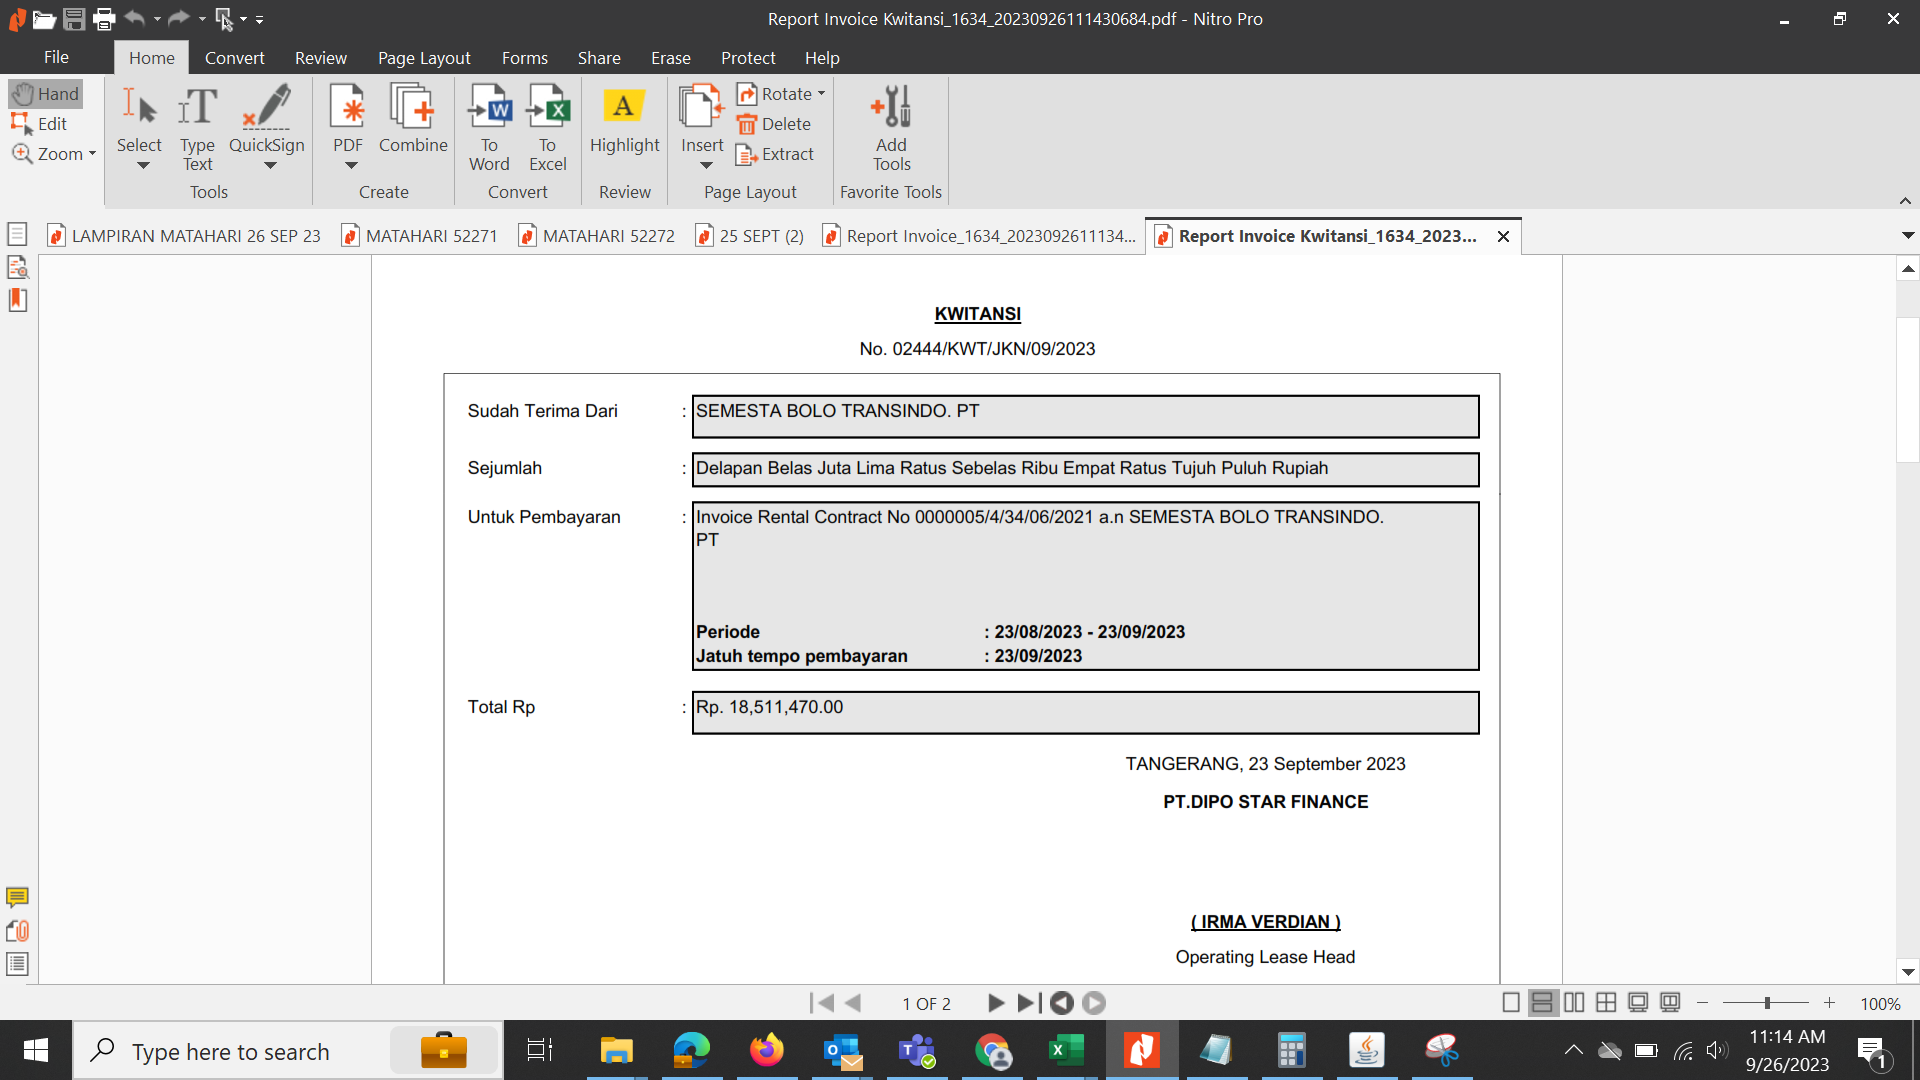 Report Invoice Kwitansi_1634_20230926111430684.pdf - Nitro Pro
File Home Convert Review Page Layout Forms Share Erase Protect Help
Hand
Edit
Zoom
Select
Type Text
QuickSign
Tools
PDF
Combine
Create
To Word
To Excel
Convert
Highlight
Review
Insert
Rotate
Delete
Extract
Page Layout
Add Tools
Favorite Tools
LAMPIRAN MATAHARI 26 SEP 23
MATAHARI 52271
MATAHARI 52272
25 SEPT (2)
Report Invoice_1634_2023092611134...
Report Invoice Kwitansi_1634_2023...
KWITANSI
No. 02444/KWT/JKN/09/2023
Sudah Terima Dari : SEMESTA BOLO TRANSINDO. PT
Sejumlah : Delapan Belas Juta Lima Ratus Sebelas Ribu Empat Ratus Tujuh Puluh Rupiah
Untuk Pembayaran : Invoice Rental Contract No 0000005/4/34/06/2021 a.n SEMESTA BOLO TRANSINDO.
PT
Periode : 23/08/2023 - 23/09/2023
Jatuh tempo pembayaran : 23/09/2023
Total Rp : Rp. 18,511,470.00
TANGERANG, 23 September 2023
PT.DIPO STAR FINANCE
( IRMA VERDIAN )
Operating Lease Head
1 OF 2
100%
Type here to search
11:14 AM
9/26/2023
1